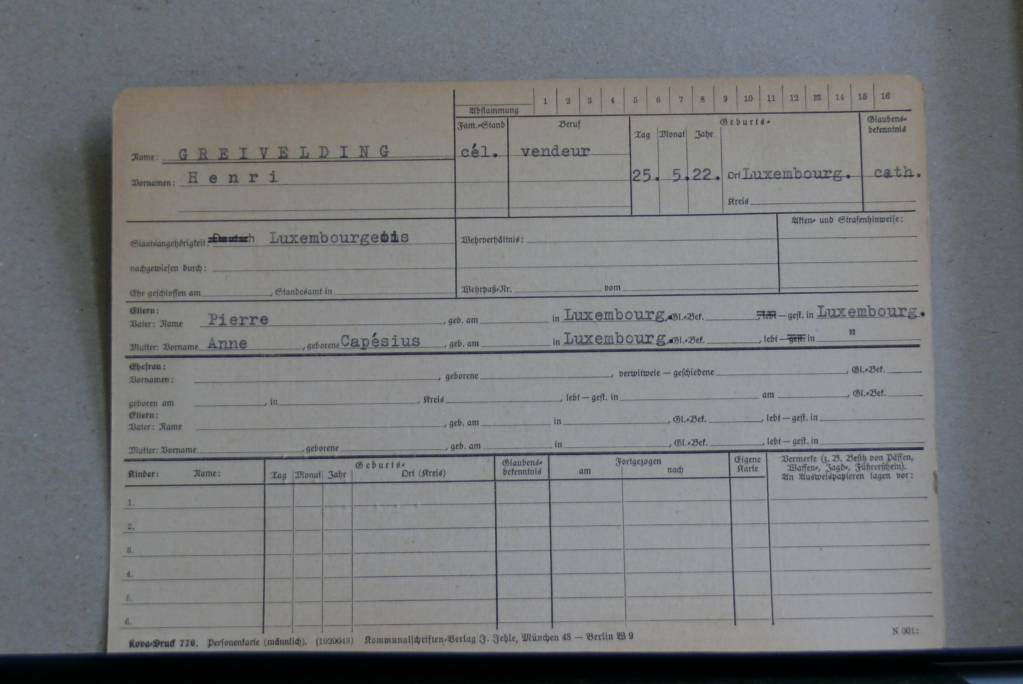 1 2 3 4 5 6 7 8 9 10 11 12 13 14 15 16
Abstammung
Fam.-Stand Beruf Geburts- Glaubens-
bekenntnis
Tag Monat Jahr
Name: GREIVELDING cél. vendeur
Vornamen: Henri 25. 5.22. Ort Luxembourg. cath.
Kreis
Akten- und Strafenhinweise:
Staatsangehörigkeit: Deutsch Luxembourgeois Wehrverhältnis:
nachgewiesen durch:
Ehe geschlossen am , Standesamt in Wehrpaß-Nr. vom
Eltern:
Vater: Name Pierre , geb. am in Luxembourg. Gl.-Bek. lebt — gest. in Luxembourg.
Mutter: Vorname Anne , geborene Capésius , geb. am in Luxembourg. Gl.-Bek. , lebt — gest. in "
Ehefrau:
Vornamen: , geborene , verwitwete — geschiedene , Gl.-Bek.
geboren am , in , Kreis , lebt — gest. in am , Gl.-Bek.
Eltern:
Vater: Name , geb. am in , Gl.-Bek. , lebt — gest. in
Mutter: Vorname , geborene , geb. am in , Gl.-Bek. , lebt — gest. in
Kinder: Name: Geburts- Tag Monat Jahr Ort (Kreis) Glaubens-
bekenntnis Fortgezogen am nach Eigene
Karte Vermerke (z. B. Besitz von Pässen,
Waffen-, Jagd-, Führerschein).
An Ausweispapieren lagen vor:
1.
2.
3.
4.
5.
6.
Kova-Druck 776. Personenkarte (männlich). Kommunalschriften-Verlag J. Jehle, München 43 — Berlin W 9